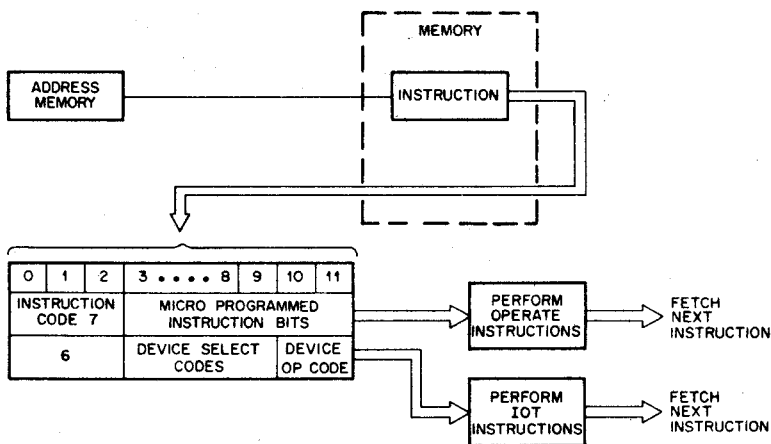 MEMORY
ADDRESS
MEMORY
INSTRUCTION
0 1 2 3 • • • • 8 9 10 11
INSTRUCTION
CODE 7
MICRO PROGRAMMED
INSTRUCTION BITS
PERFORM
OPERATE
INSTRUCTIONS
FETCH
NEXT
INSTRUCTION
6
DEVICE SELECT
CODES
DEVICE
OP CODE
PERFORM
IOT
INSTRUCTIONS
FETCH
NEXT
INSTRUCTION